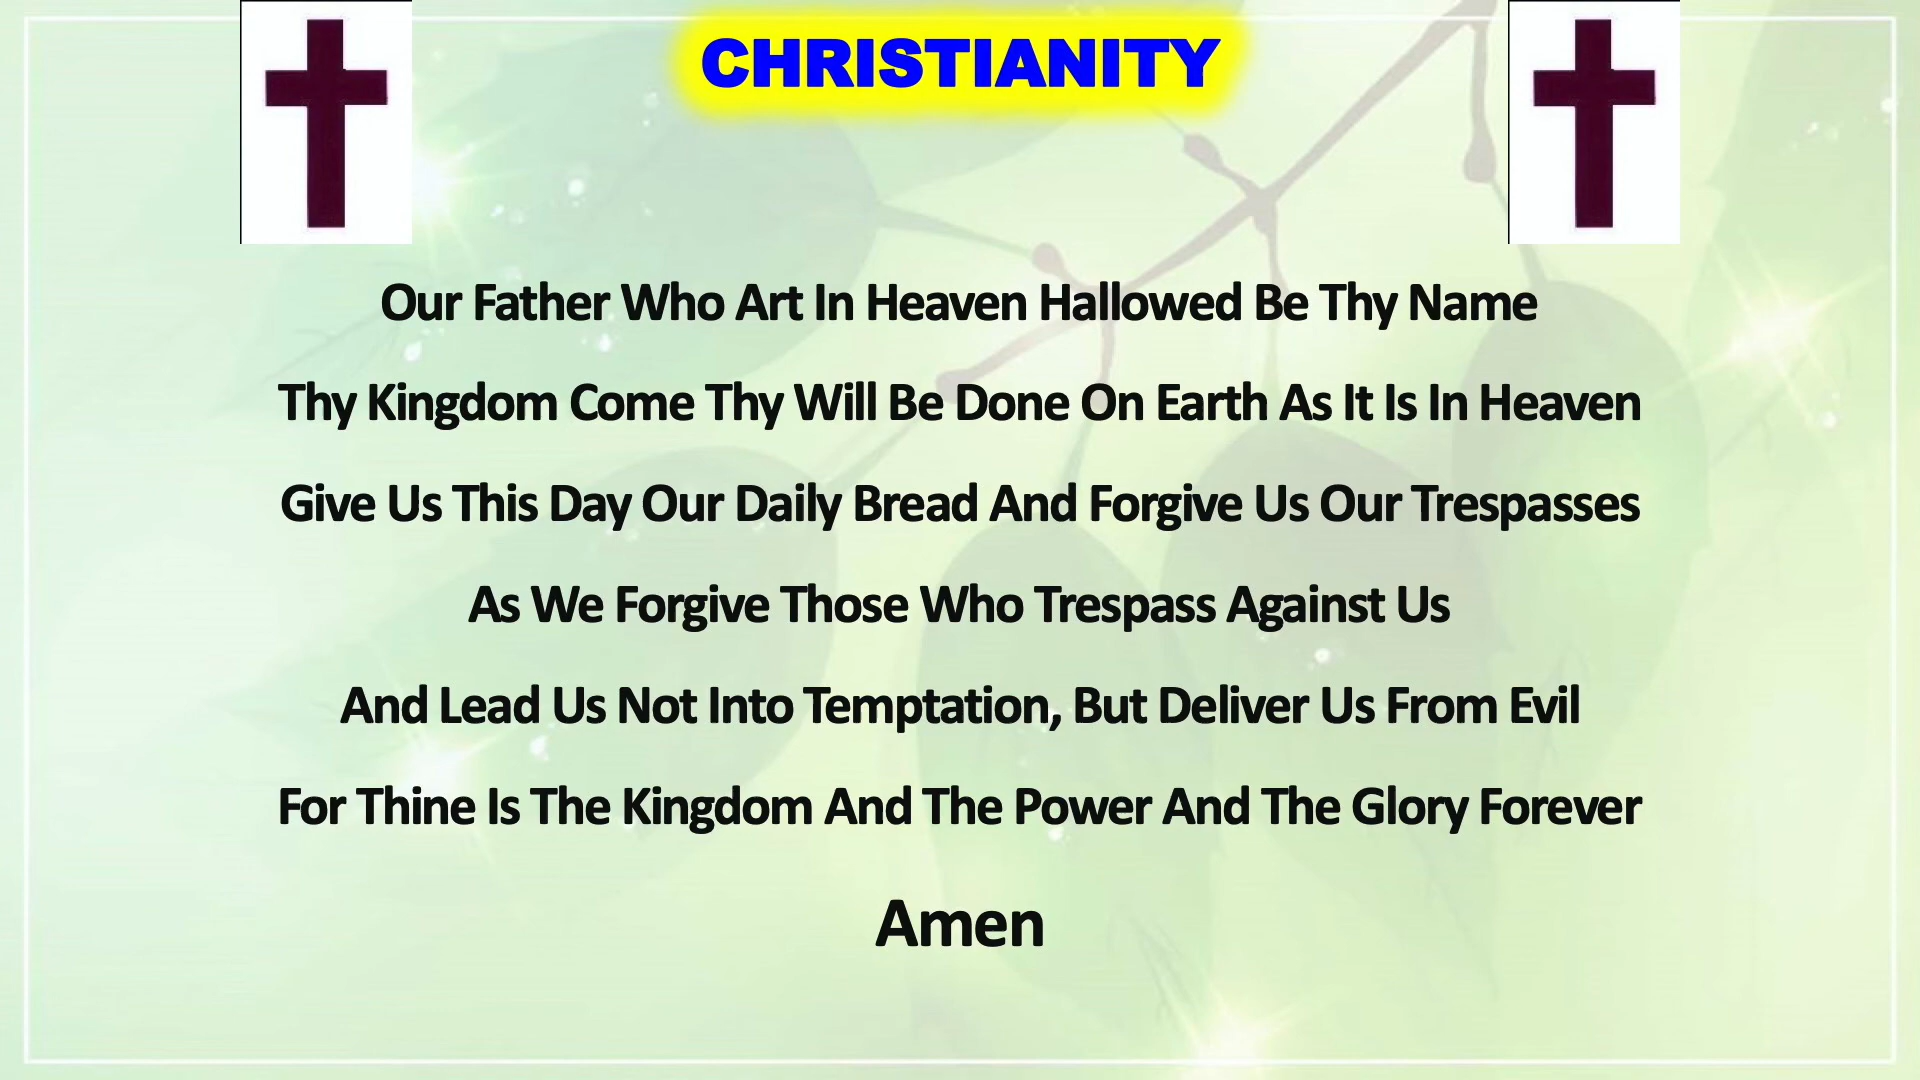 CHRISTIANITY
Our Father Who Art In Heaven Hallowed Be Thy Name
Thy Kingdom Come Thy Will Be Done On Earth As It Is In Heaven
Give Us This Day Our Daily Bread And Forgive Us Our Trespasses
As We Forgive Those Who Trespass Against Us
And Lead Us Not Into Temptation, But Deliver Us From Evil
For Thine Is The Kingdom And The Power And The Glory Forever
Amen